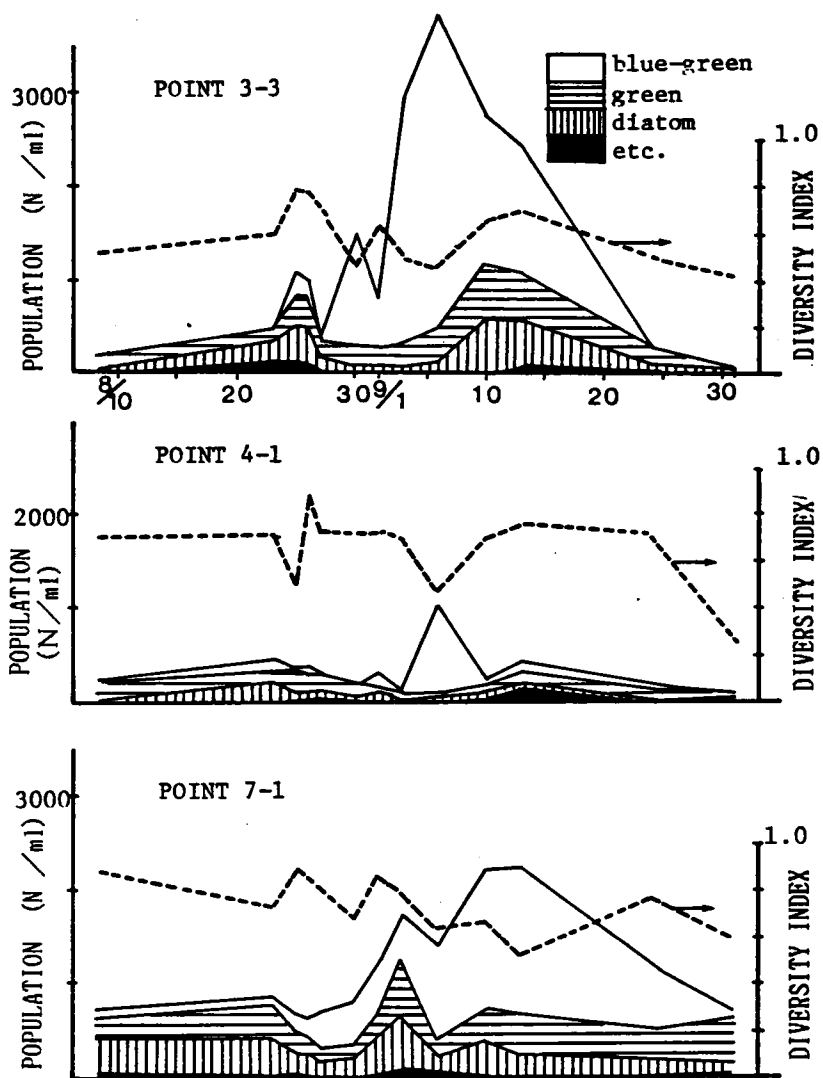 POINT 3-3
blue-green
green
diatom
etc.
3000
POPULATION (N /ml)
1.0
DIVERSITY INDEX
8/10 20 30 9/1 10 20 30
POINT 4-1
2000
POPULATION
(N/ml)
1.0
DIVERSITY INDEX
POINT 7-1
3000
POPULATION (N /ml)
1.0
DIVERSITY INDEX